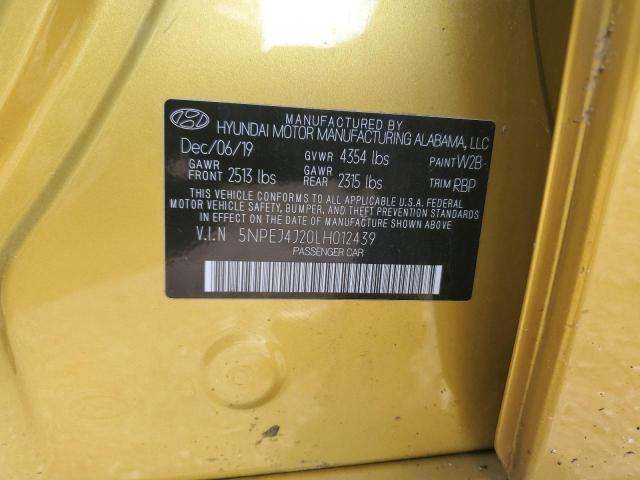 MANUFACTURED BY
HYUNDAI MOTOR MANUFACTURING ALABAMA, LLC
Dec/06/19 GVWR 4354 lbs PAINT W2B-
GAWR FRONT 2513 lbs GAWR REAR 2315 lbs TRIM RBP
THIS VEHICLE CONFORMS TO ALL APPLICABLE U.S.A. FEDERAL
MOTOR VEHICLE SAFETY, BUMPER, AND THEFT PREVENTION STANDARDS
IN EFFECT ON THE DATE OF MANUFACTURE SHOWN ABOVE
V.I.N 5NPEJ4J20LH012439
PASSENGER CAR